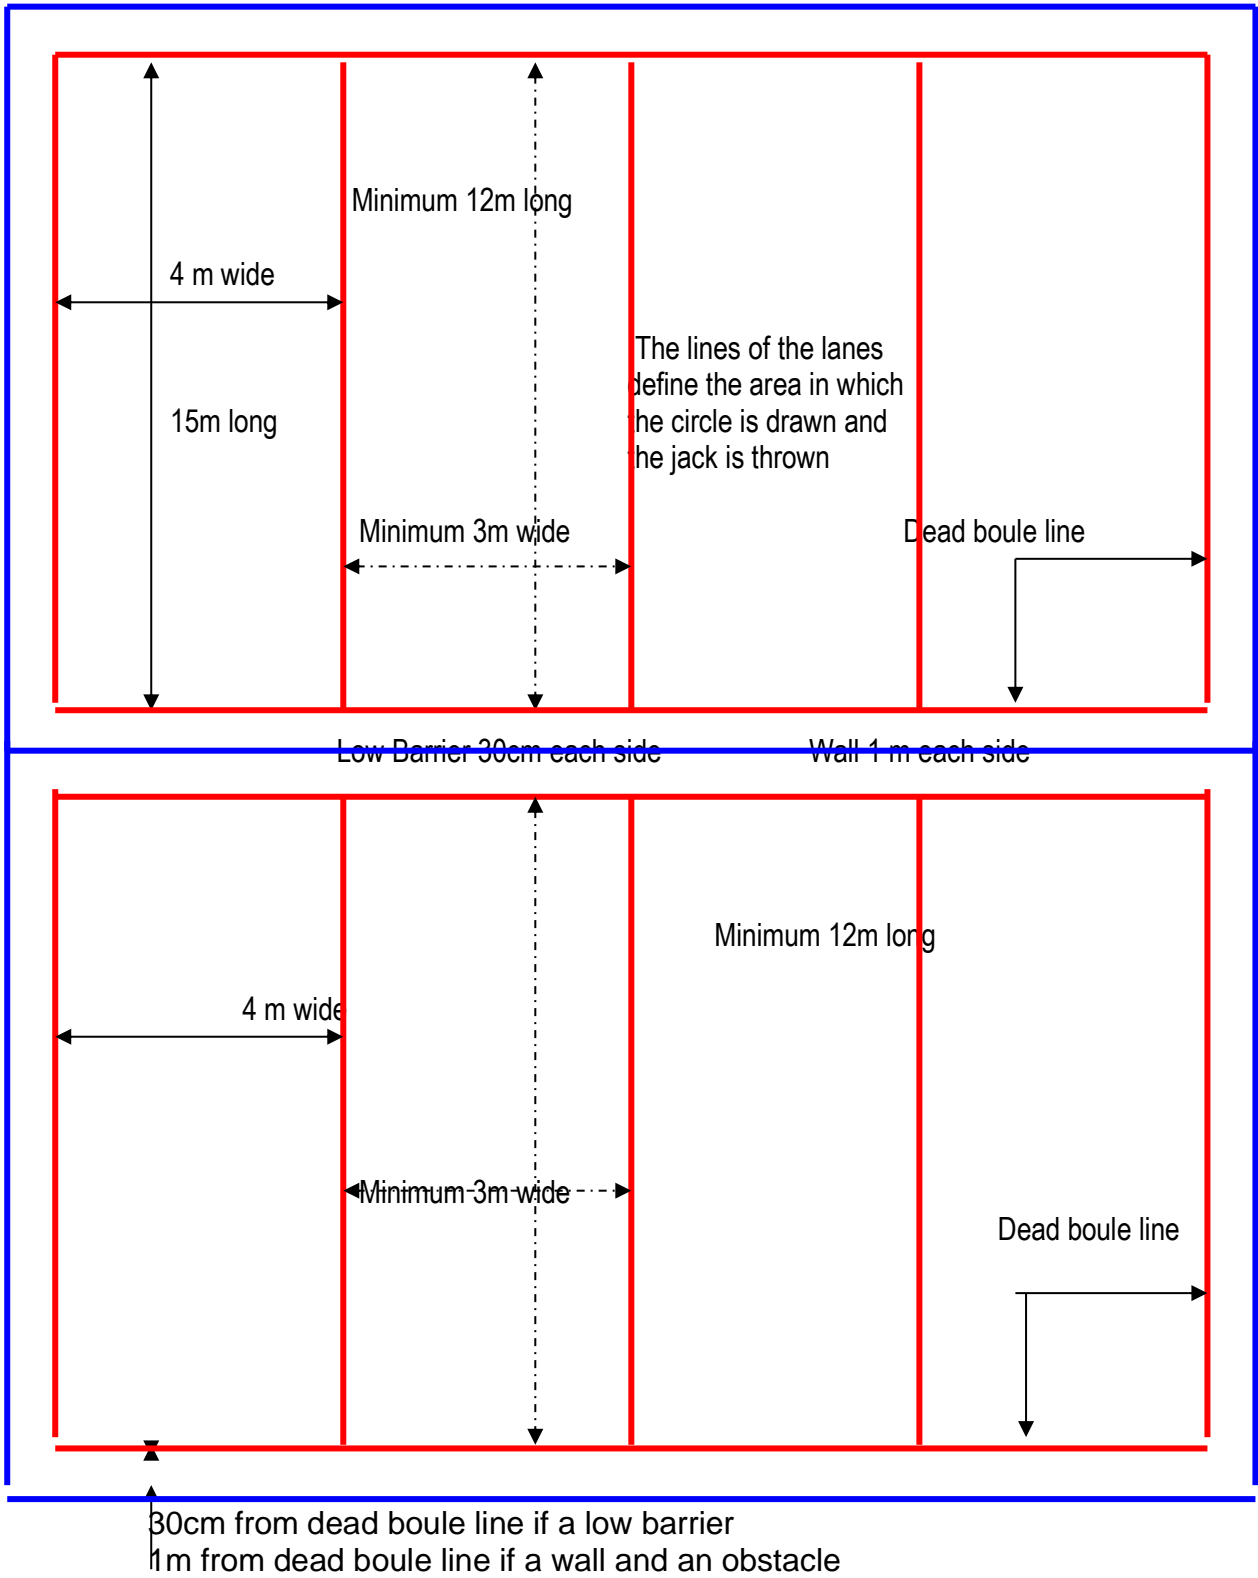 Minimum 12m long
4 m wide
The lines of the lanes
define the area in which
the circle is drawn and
the jack is thrown
15m long
Minimum 3m wide
Dead boule line
Low Barrier 30cm each side
Wall 1 m each side
Minimum 12m long
4 m wide
Minimum 3m wide
Dead boule line
30cm from dead boule line if a low barrier
1m from dead boule line if a wall and an obstacle